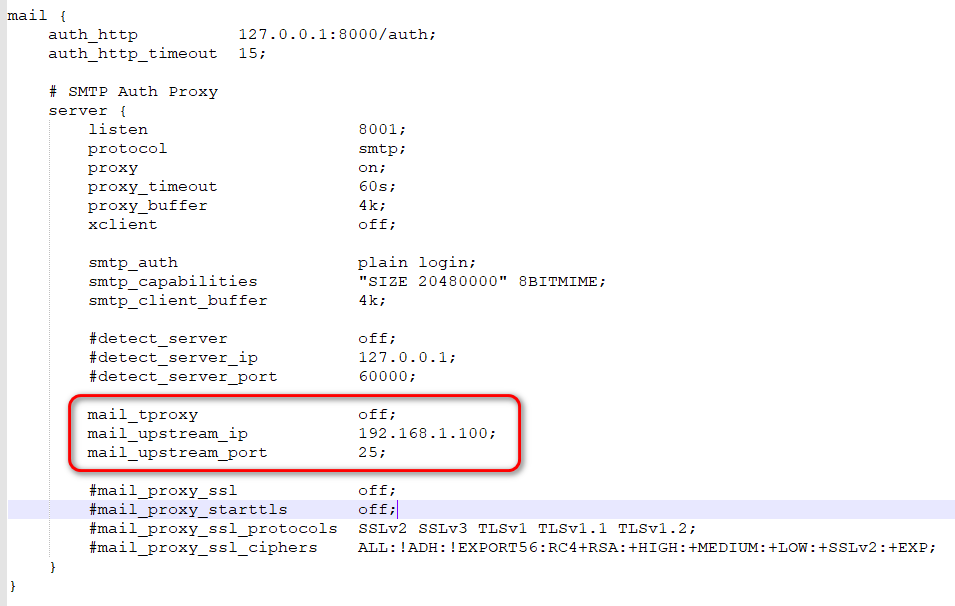 mail {
    auth_http          127.0.0.1:8000/auth;
    auth_http_timeout  15;
    # SMTP Auth Proxy
    server {
        listen                     8001;
        protocol                   smtp;
        proxy                      on;
        proxy_timeout              60s;
        proxy_buffer               4k;
        xclient                    off;
        smtp_auth                  plain login;
        smtp_capabilities          "SIZE 20480000" 8BITMIME;
        smtp_client_buffer         4k;
        #detect_server             off;
        #detect_server_ip          127.0.0.1;
        #detect_server_port        60000;
        mail_tproxy                off;
        mail_upstream_ip           192.168.1.100;
        mail_upstream_port         25;
        #mail_proxy_ssl            off;
        #mail_proxy_starttls       off;
        #mail_proxy_ssl_protocols  SSLv2 SSLv3 TLSv1 TLSv1.1 TLSv1.2;
        #mail_proxy_ssl_ciphers    ALL:!ADH:!EXPORT56:RC4+RSA:+HIGH:+MEDIUM:+LOW:+SSLv2:+EXP;
    }
}